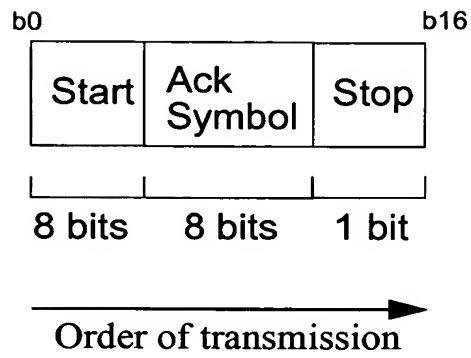 b0 b16
Start Ack Symbol Stop
8 bits 8 bits 1 bit
Order of transmission